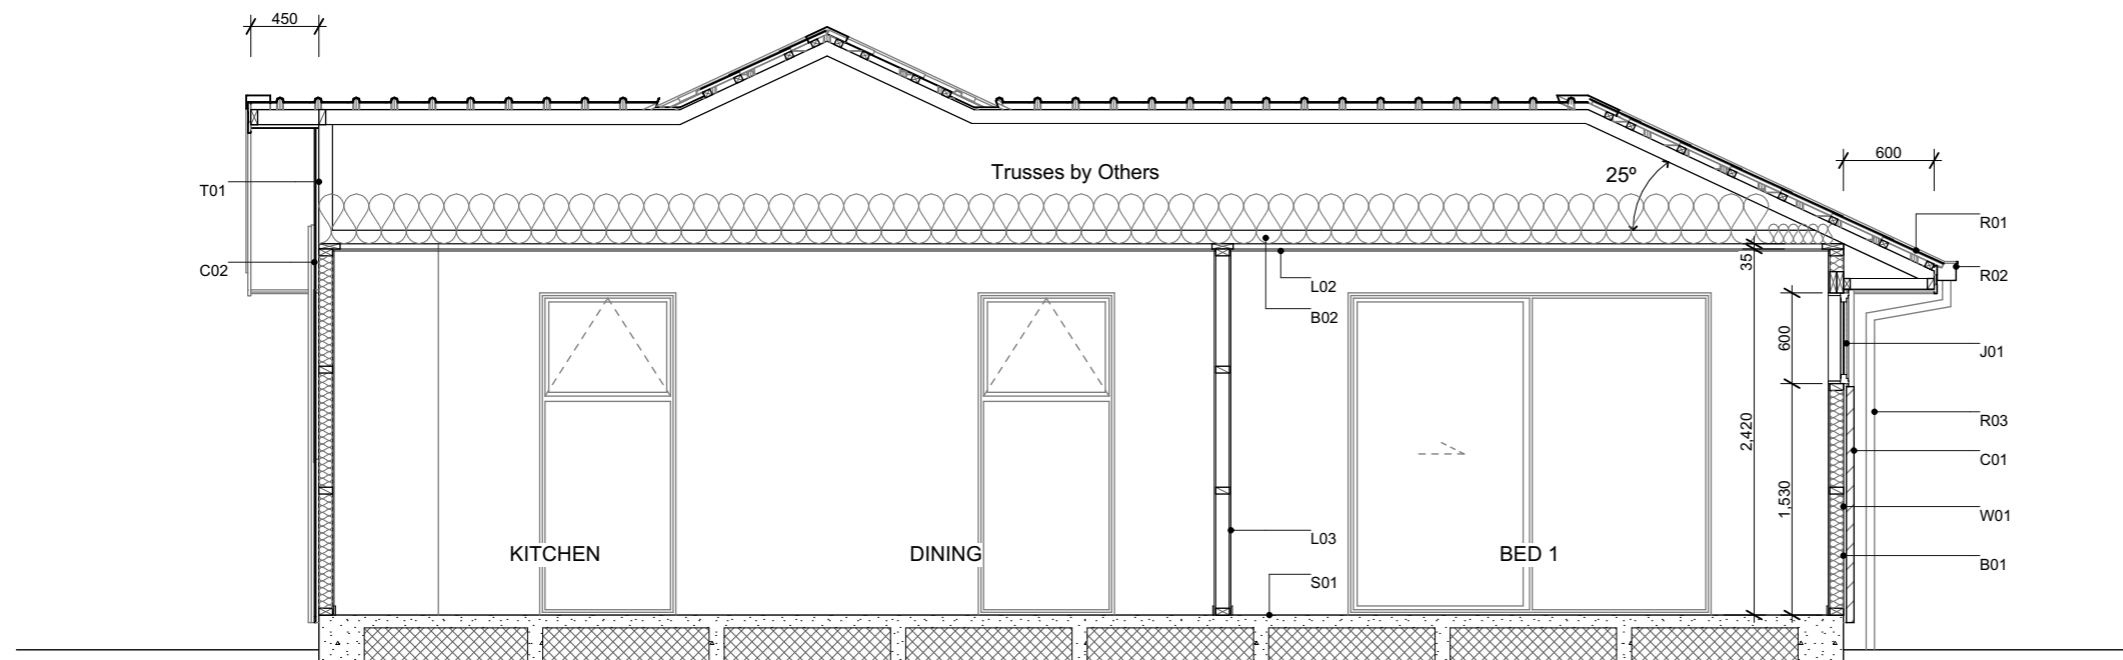 450
600
Trusses by Others
25º
T01
R01
35
C02
R02
L02
B02
600
J01
2,420
R03
C01
1,530
W01
KITCHEN
DINING
BED 1
L03
B01
S01